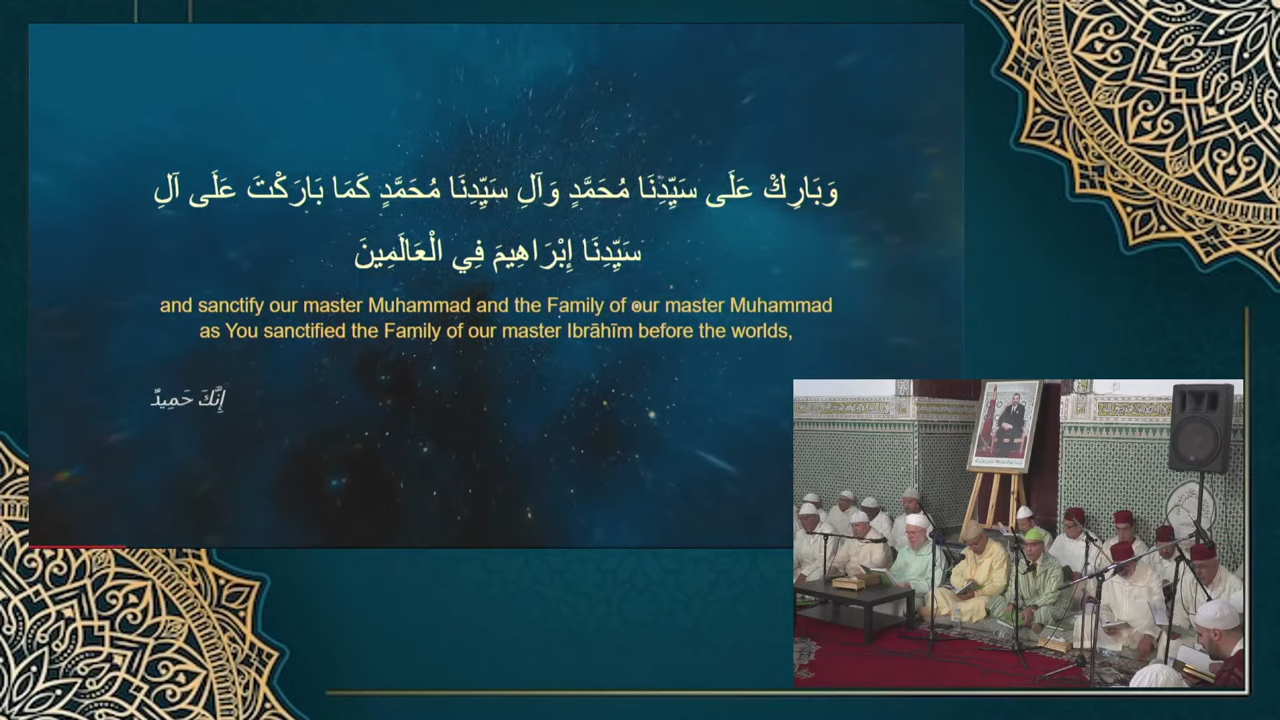 وَبَارِكْ عَلَى سَيِّدِنَا مُحَمَّدٍ وَآلِ سَيِّدِنَا مُحَمَّدٍ كَمَا بَارَكْتَ عَلَى آلِ
سَيِّدِنَا إِبْرَاهِيمَ فِي الْعَالَمِينَ
and sanctify our master Muhammad and the Family of our master Muhammad
as You sanctified the Family of our master Ibrāhīm before the worlds,
إِنَّكَ حَمِيدٌ